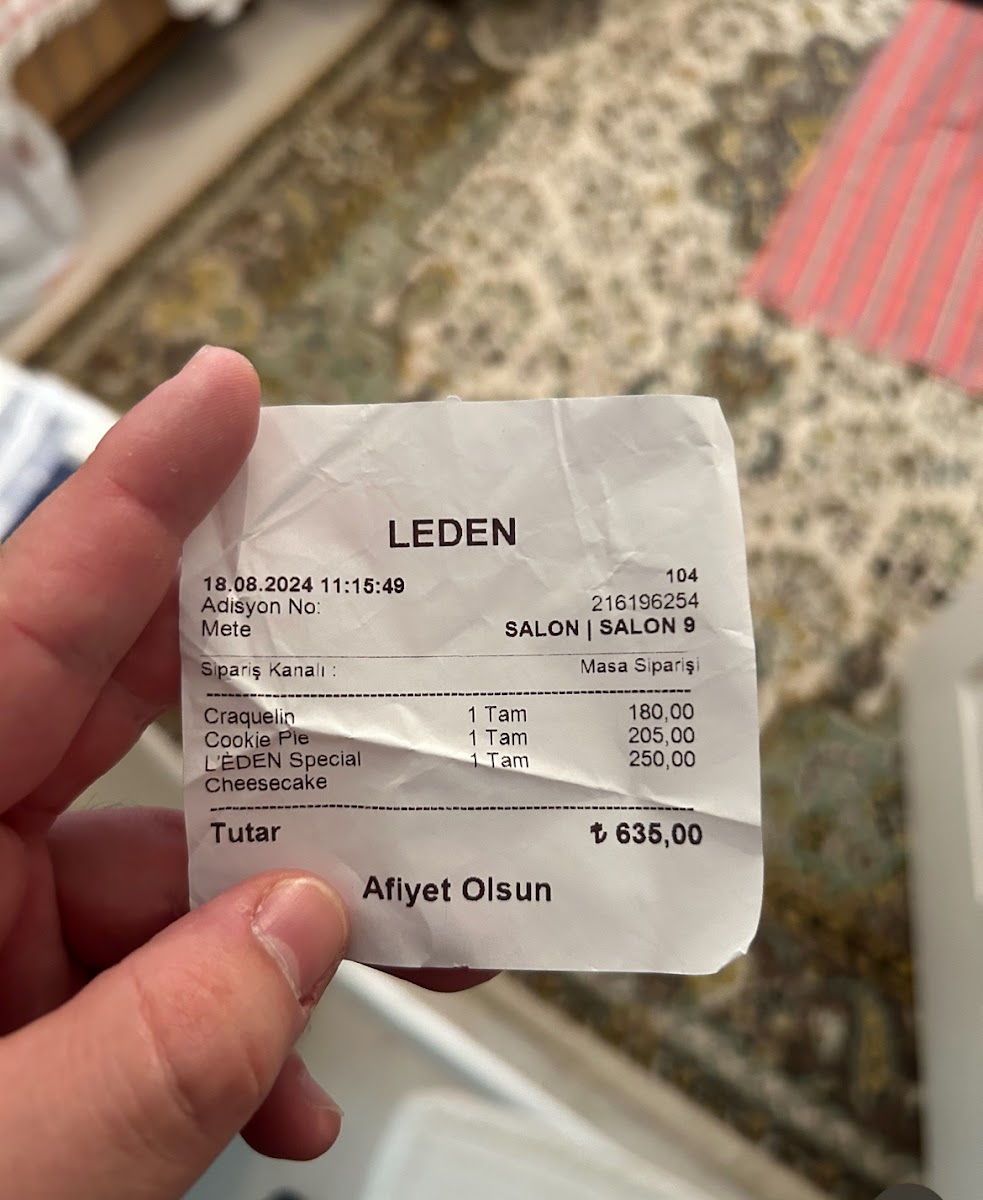 LEDEN
18.08.2024 11:15:49 104
Adisyon No: 216196254
Mete SALON | SALON 9
Sipariş Kanalı : Masa Siparişi
Craquelin 1 Tam 180,00
Cookie Pie 1 Tam 205,00
L'ÈDEN Special 1 Tam 250,00
Cheesecake
Tutar ₺ 635,00
Afiyet Olsun